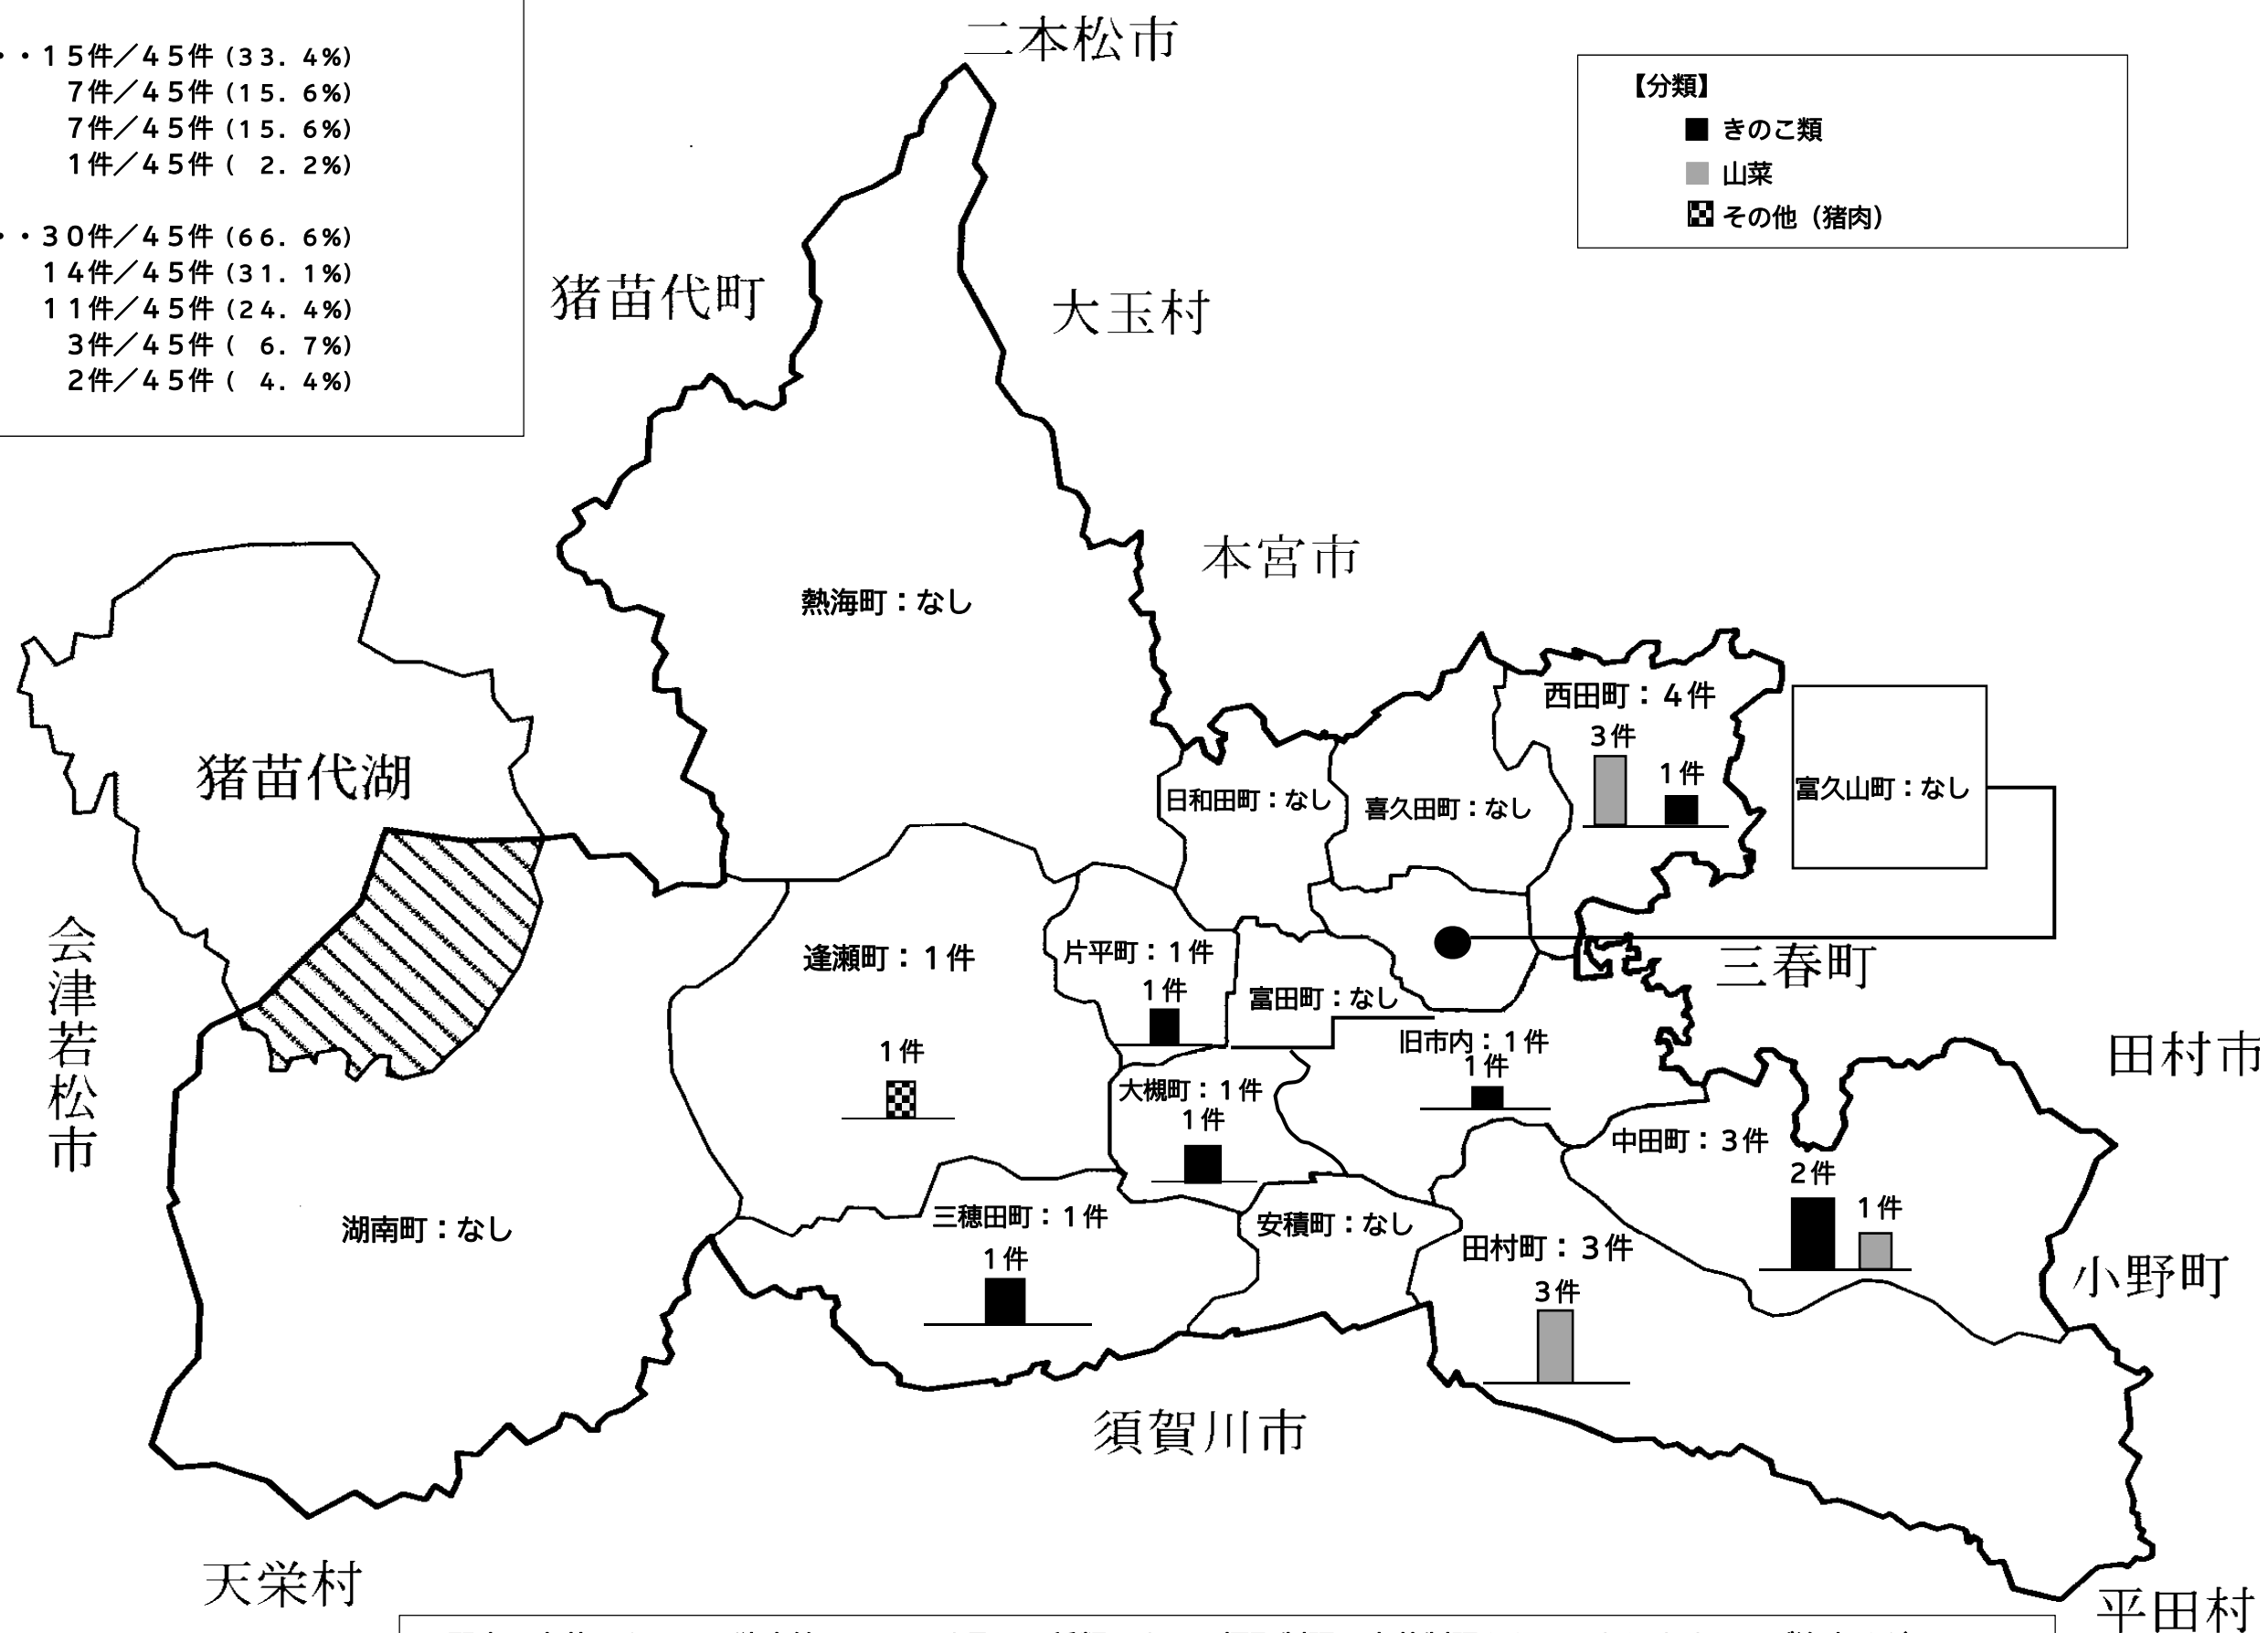 ・・１５件／４５件（３３．４％）
７件／４５件（１５．６％）
７件／４５件（１５．６％）
１件／４５件（　２．２％）
・・３０件／４５件（６６．６％）
１４件／４５件（３１．１％）
１１件／４５件（２４．４％）
３件／４５件（　６．７％）
２件／４５件（　４．４％）
【分類】
きのこ類
山菜
その他（猪肉）
二本松市
猪苗代町
大玉村
本宮市
熱海町：なし
西田町：４件
３件
１件
富久山町：なし
猪苗代湖
日和田町：なし
喜久田町：なし
会津若松市
逢瀬町：１件
１件
片平町：１件
１件
富田町：なし
三春町
旧市内：１件
１件
田村市
大槻町：１件
１件
中田町：３件
２件
１件
湖南町：なし
三穂田町：１件
１件
安積町：なし
田村町：３件
３件
小野町
須賀川市
天栄村
平田村